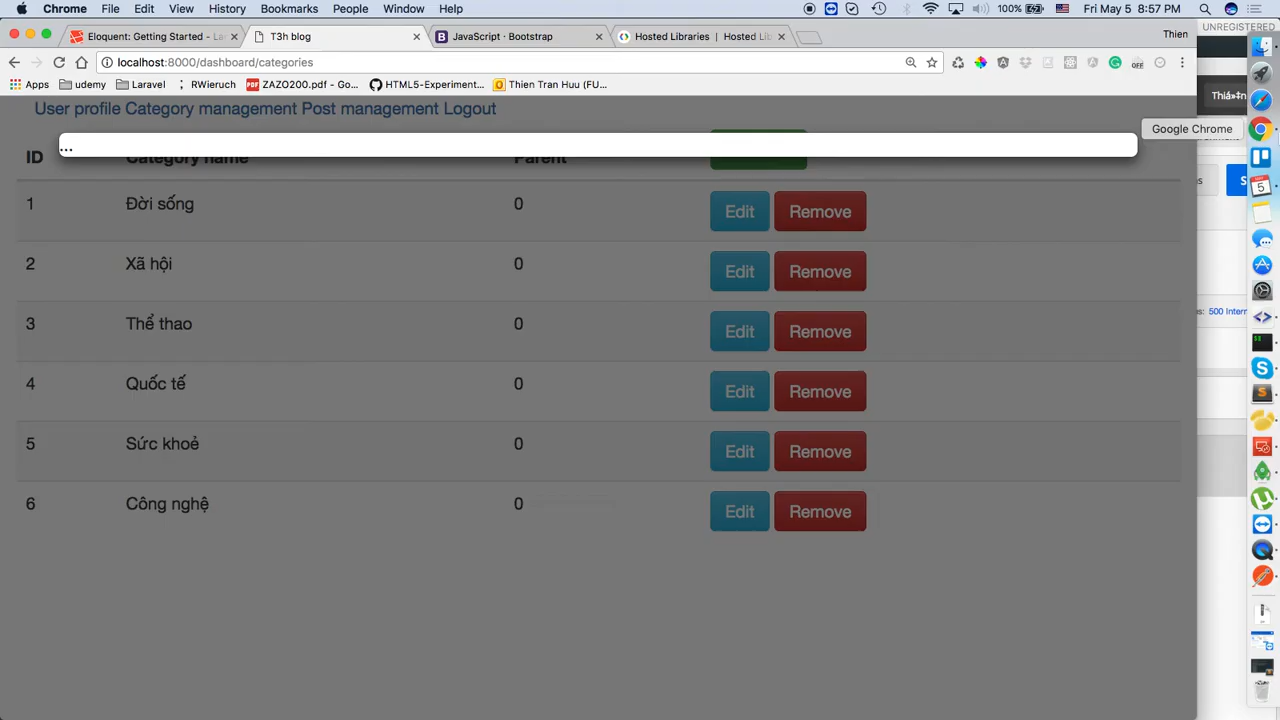 Chrome File Edit View History Bookmarks People Window Help 100% Fri May 5 8:57 PM
UNREGISTERED
Eloquent: Getting Started - La
T3h blog
JavaScript · Bootstrap
Hosted Libraries | Hosted Lib
Thien
localhost:8000/dashboard/categories
Apps udemy Laravel RWieruch ZAZO200.pdf - Go... HTML5-Experiment... Thien Tran Huu (FU...
User profile Category management Post management Logout
Google Chrome
...
ID Category name Parent
1 Đời sống 0 Edit Remove
2 Xã hội 0 Edit Remove
3 Thể thao 0 Edit Remove
4 Quốc tế 0 Edit Remove
5 Sức khoẻ 0 Edit Remove
6 Công nghệ 0 Edit Remove
500 Intern